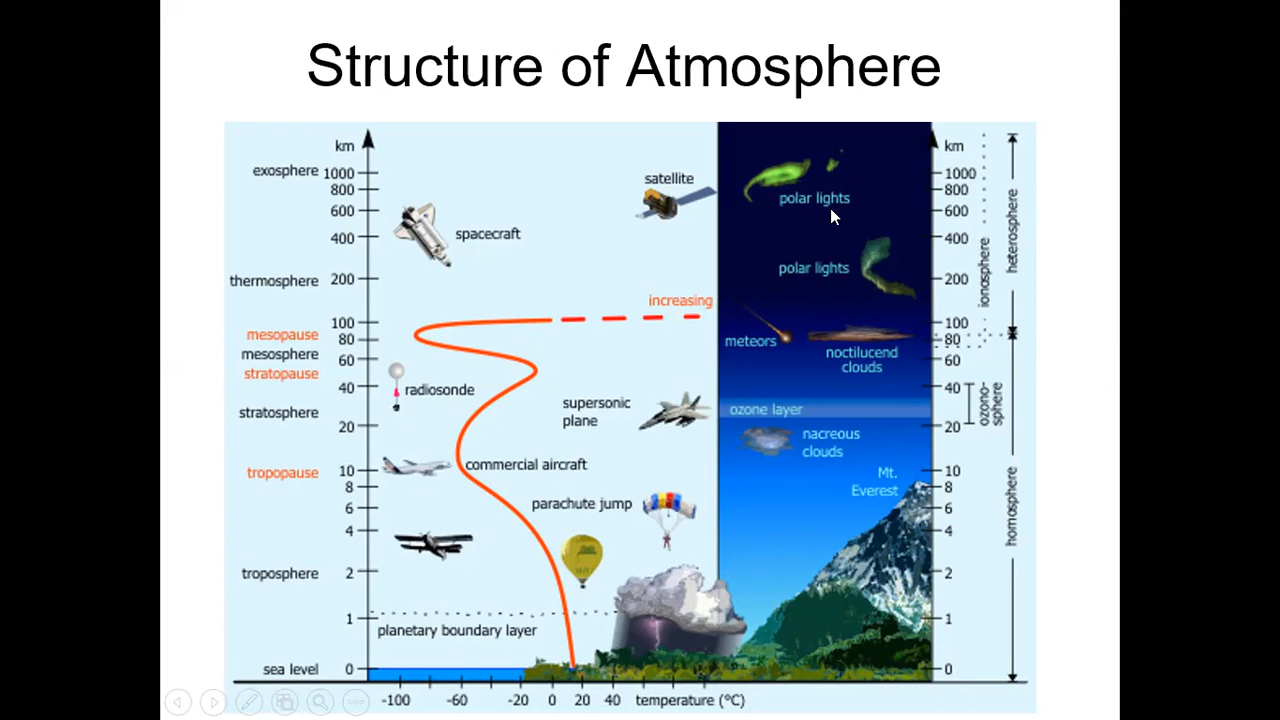 Structure of Atmosphere
km
exosphere
1000
800
600
400
thermosphere
200
100
mesopause
80
mesosphere
60
stratopause
40
stratosphere
20
tropopause
10
8
6
4
troposphere
2
1
sea level
0
satellite
spacecraft
increasing
radiosonde
supersonic
plane
commercial aircraft
parachute jump
planetary boundary layer
polar lights
polar lights
meteors
noctilucend
clouds
ozone layer
nacreous
clouds
Mt.
Everest
km
1000
800
600
400
200
100
80
60
40
20
10
8
6
4
2
1
0
ionosphere
ozono-
sphere
heterosphere
homosphere
-100
-60
-20
0
20
40
temperature (°C)